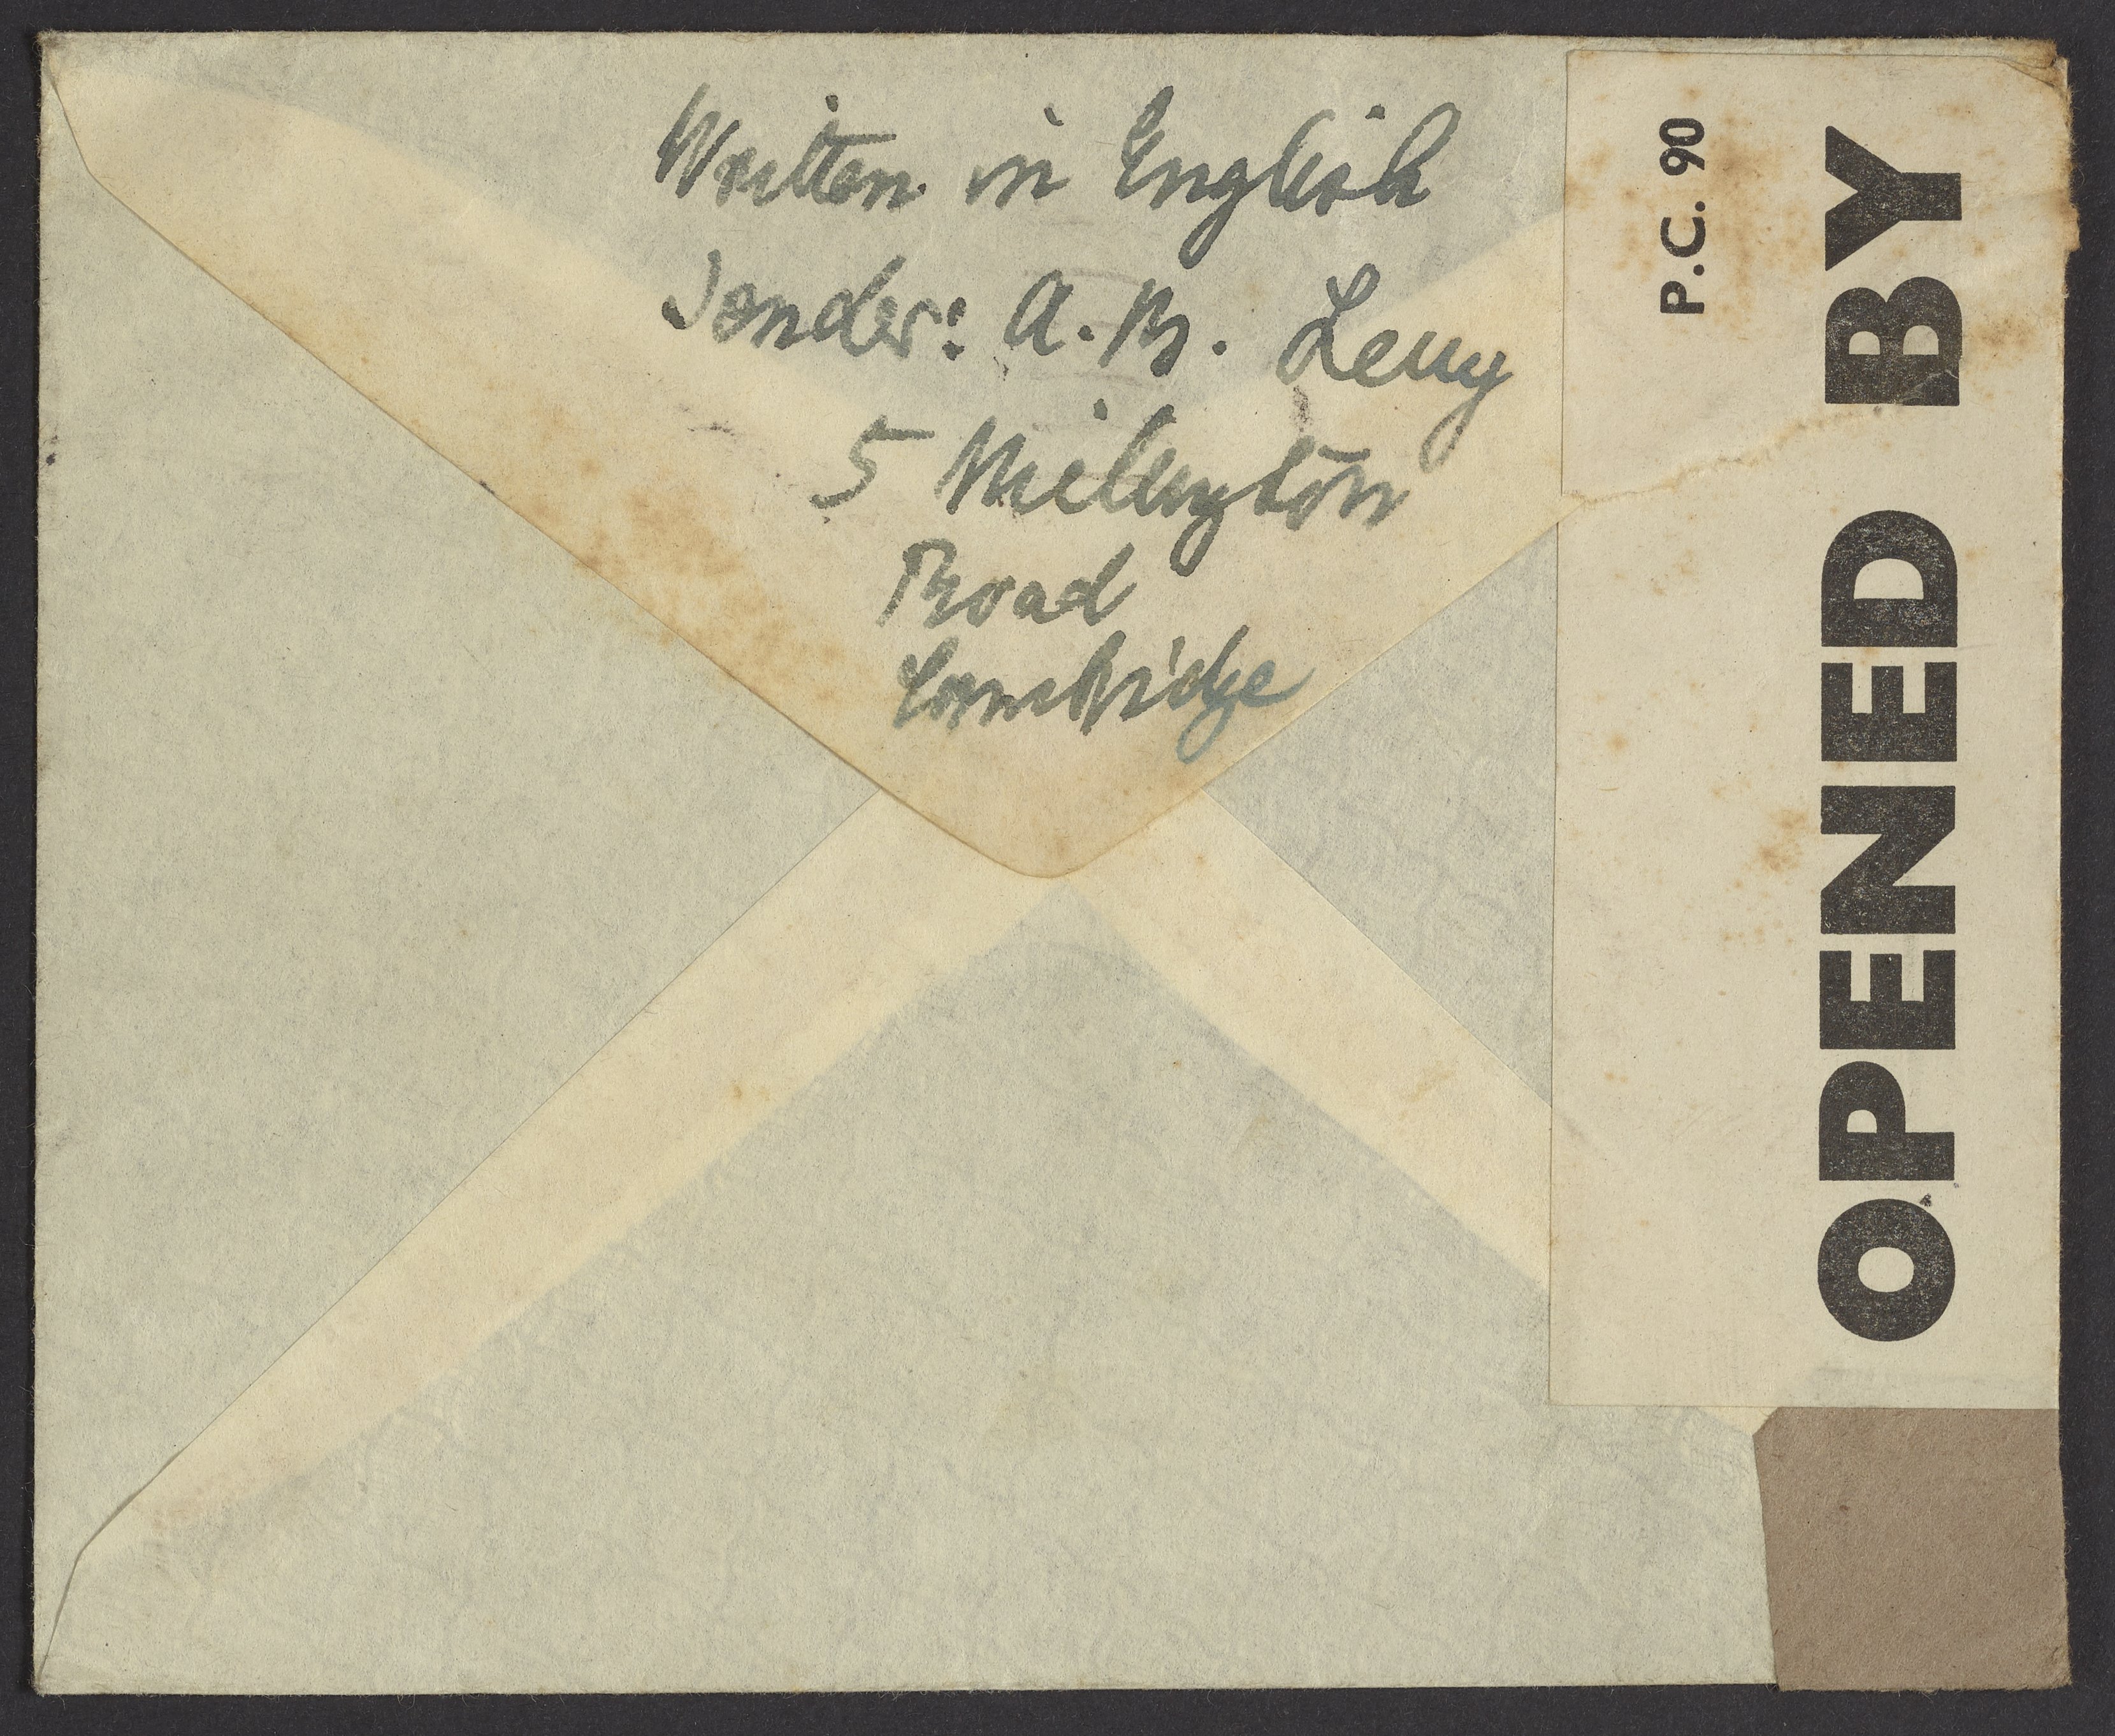 Written in English
Sender: A. B. Levy
5 Millington
Road
Cambridge
P.C. 90
OPENED BY